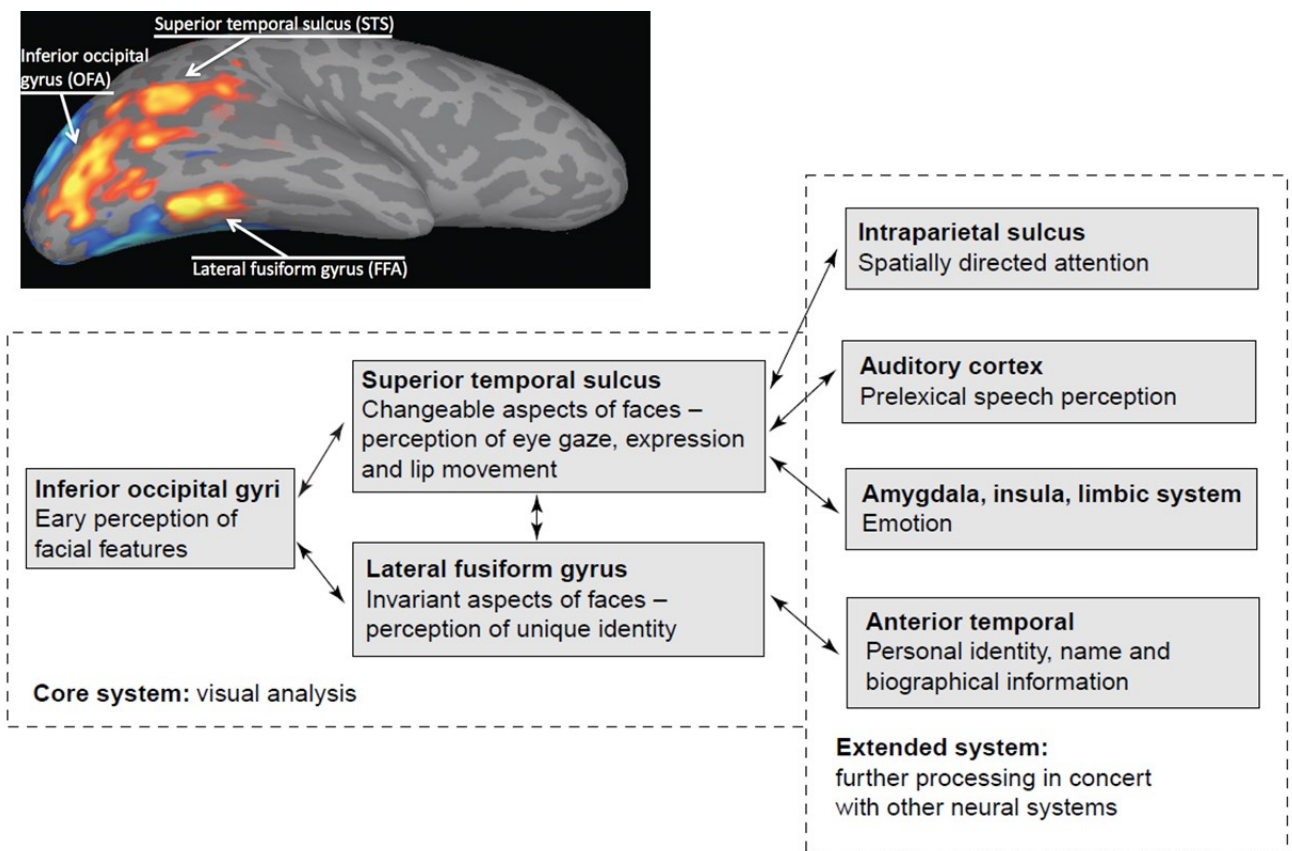 Superior temporal sulcus (STS)
Inferior occipital
gyrus (OFA)
Lateral fusiform gyrus (FFA)
Inferior occipital gyri
Eary perception of
facial features
Superior temporal sulcus
Changeable aspects of faces –
perception of eye gaze, expression
and lip movement
Lateral fusiform gyrus
Invariant aspects of faces –
perception of unique identity
Core system: visual analysis
Intraparietal sulcus
Spatially directed attention
Auditory cortex
Prelexical speech perception
Amygdala, insula, limbic system
Emotion
Anterior temporal
Personal identity, name and
biographical information
Extended system:
further processing in concert
with other neural systems